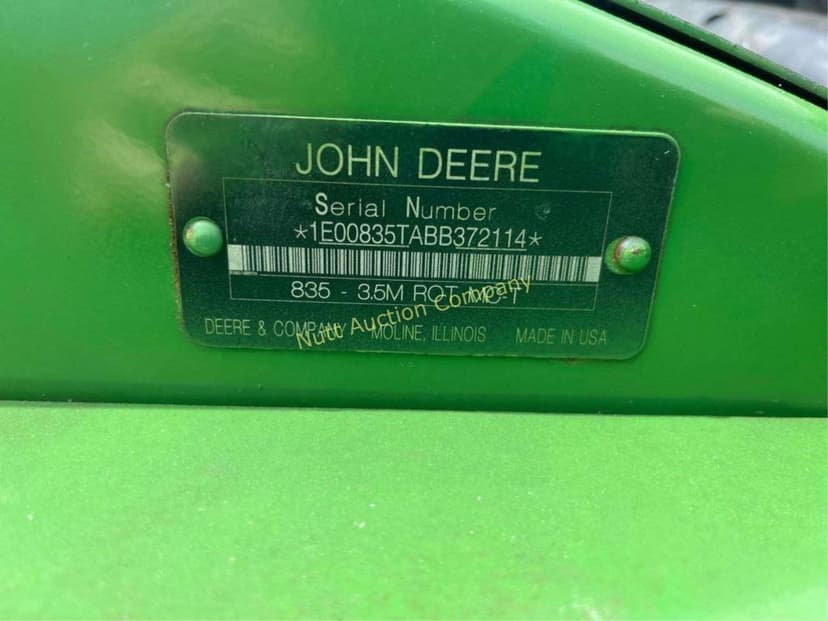 JOHN DEERE
Serial Number
*1E00835TABB372114*
835 - 3.5M ROT MC-T
DEERE & COMPANY MOLINE, ILLINOIS MADE IN USA
Nutt Auction Company